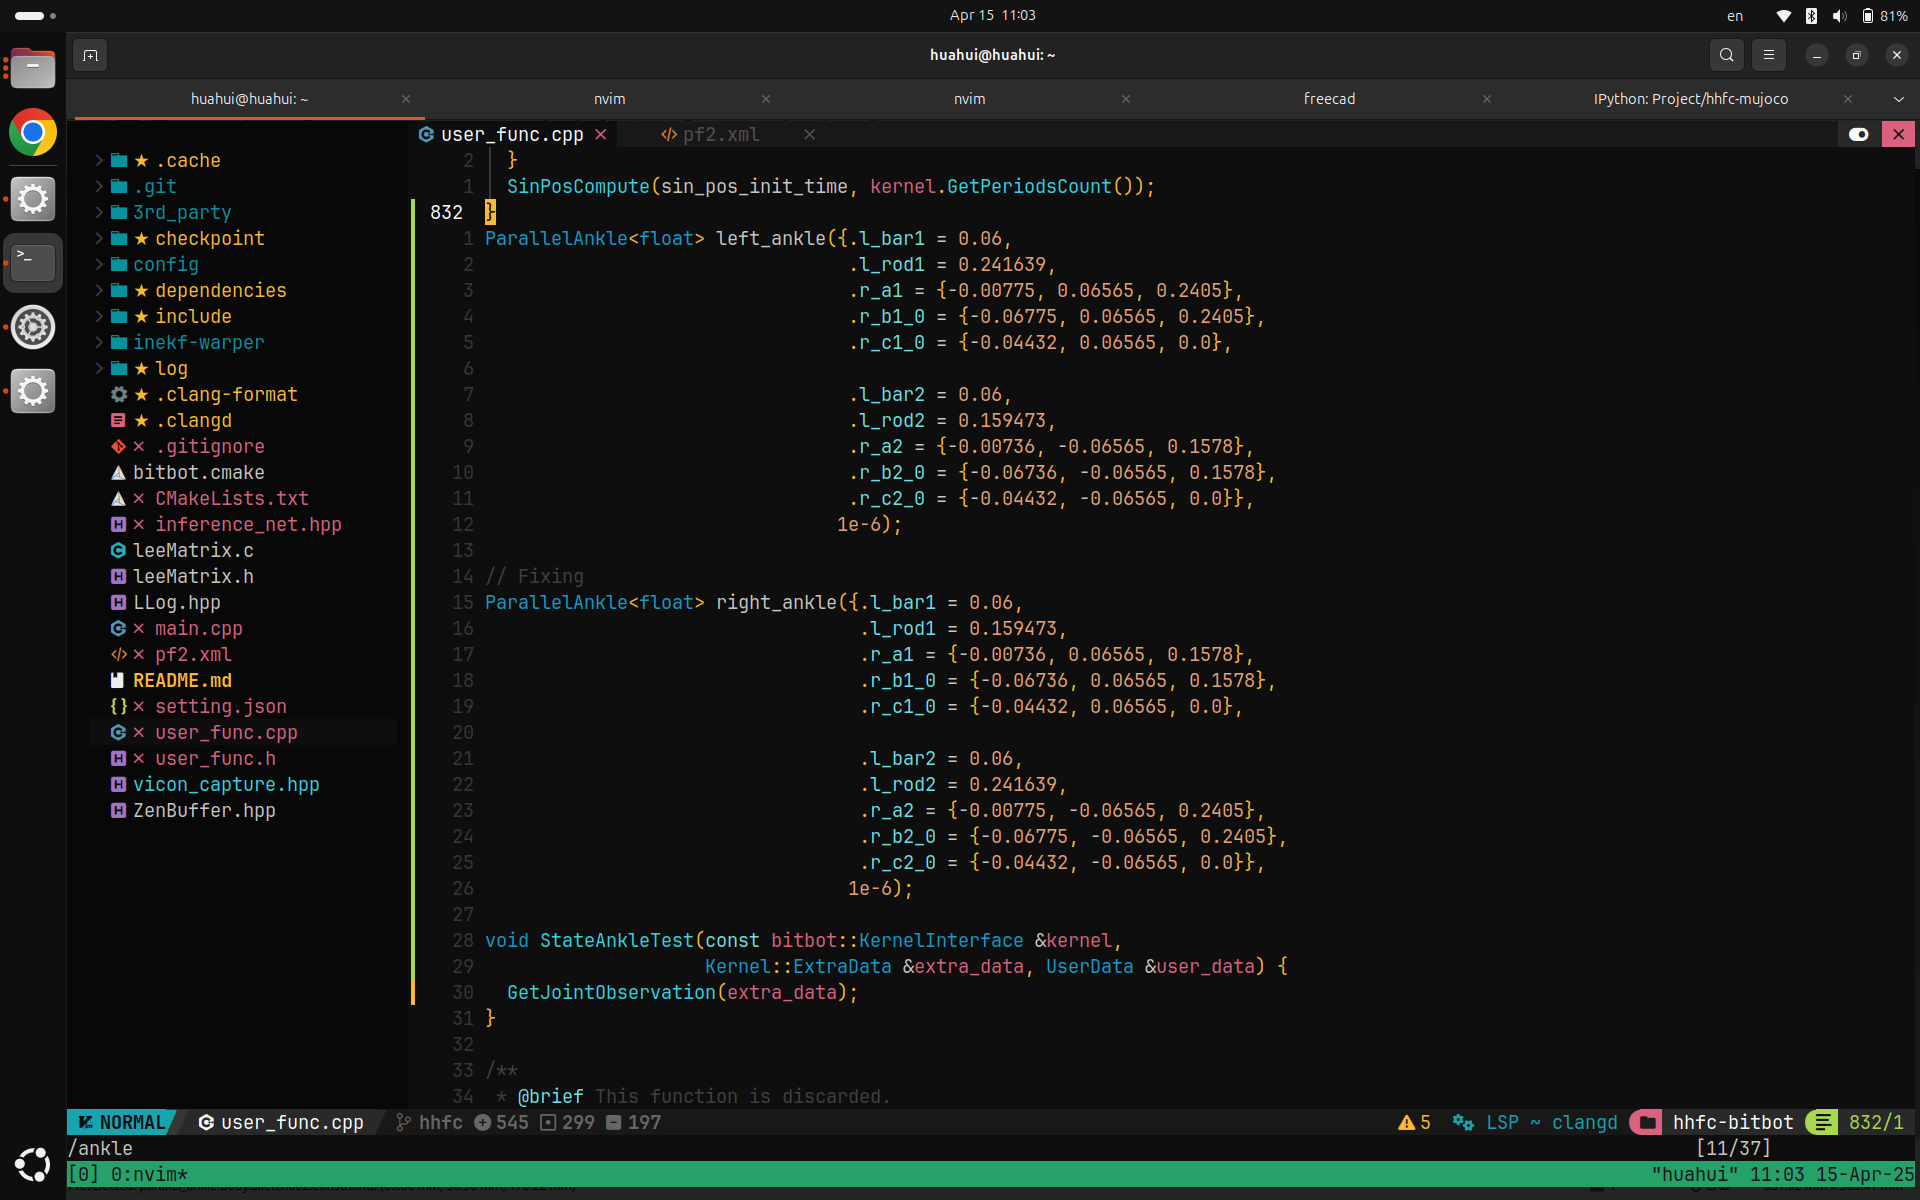 Apr 15 11:03
en
81%
huahui@huahui: ~
huahui@huahui: ~
nvim
nvim
freecad
IPython: Project/hhfc-mujoco
user_func.cpp
pf2.xml
.cache
.git
3rd_party
checkpoint
config
dependencies
include
inekf-warper
log
.clang-format
.clangd
.gitignore
bitbot.cmake
CMakeLists.txt
inference_net.hpp
leeMatrix.c
leeMatrix.h
LLog.hpp
main.cpp
pf2.xml
README.md
setting.json
user_func.cpp
user_func.h
vicon_capture.hpp
ZenBuffer.hpp
2 }
1 SinPosCompute(sin_pos_init_time, kernel.GetPeriodsCount());
832 }
1 ParallelAnkle<float> left_ankle({.l_bar1 = 0.06,
2 .l_rod1 = 0.241639,
3 .r_a1 = {-0.00775, 0.06565, 0.2405},
4 .r_b1_0 = {-0.06775, 0.06565, 0.2405},
5 .r_c1_0 = {-0.04432, 0.06565, 0.0},
6
7 .l_bar2 = 0.06,
8 .l_rod2 = 0.159473,
9 .r_a2 = {-0.00736, -0.06565, 0.1578},
10 .r_b2_0 = {-0.06736, -0.06565, 0.1578},
11 .r_c2_0 = {-0.04432, -0.06565, 0.0}},
12 1e-6);
13
14 // Fixing
15 ParallelAnkle<float> right_ankle({.l_bar1 = 0.06,
16 .l_rod1 = 0.159473,
17 .r_a1 = {-0.00736, 0.06565, 0.1578},
18 .r_b1_0 = {-0.06736, 0.06565, 0.1578},
19 .r_c1_0 = {-0.04432, 0.06565, 0.0},
20
21 .l_bar2 = 0.06,
22 .l_rod2 = 0.241639,
23 .r_a2 = {-0.00775, -0.06565, 0.2405},
24 .r_b2_0 = {-0.06775, -0.06565, 0.2405},
25 .r_c2_0 = {-0.04432, -0.06565, 0.0}},
26 1e-6);
27
28 void StateAnkleTest(const bitbot::KernelInterface &kernel,
29 Kernel::ExtraData &extra_data, UserData &user_data) {
30 GetJointObservation(extra_data);
31 }
32
33 /**
34 * @brief This function is discarded.
NORMAL user_func.cpp hhfc 545 299 197 5 LSP ~ clangd hhfc-bitbot 832/1
/ankle [11/37]
[0] 0:nvim* "huahui" 11:03 15-Apr-25